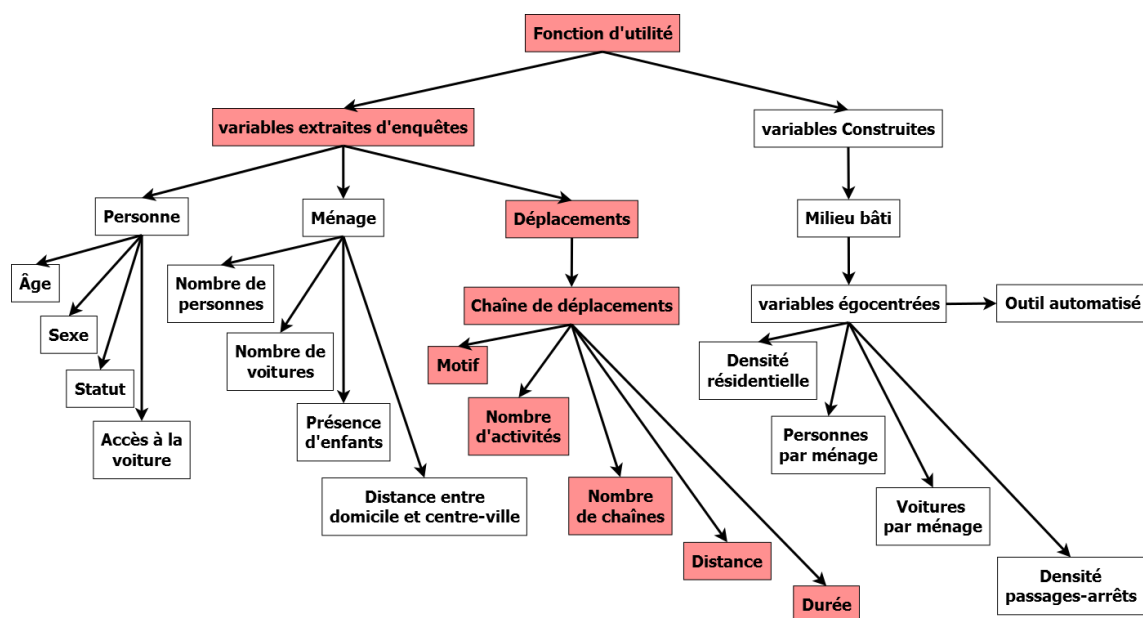 Fonction d'utilité
variables extraites d'enquêtes
variables Construites
Personne
Ménage
Déplacements
Milieu bâti
Âge
Sexe
Statut
Accès à la
voiture
Nombre de
personnes
Nombre de
voitures
Présence
d'enfants
Distance entre
domicile et centre-ville
Chaîne de déplacements
Motif
Nombre
d'activités
Nombre
de chaînes
Distance
Durée
variables égocentrées
Outil automatisé
Densité
résidentielle
Personnes
par ménage
Voitures
par ménage
Densité
passages-arrêts